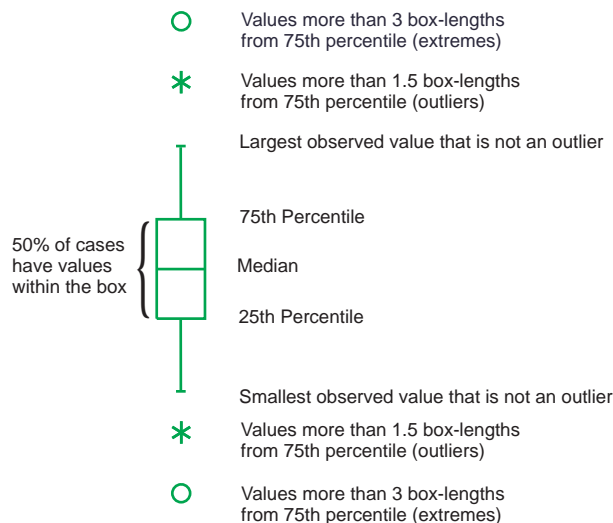 Values more than 3 box-lengths
from 75th percentile (extremes)
Values more than 1.5 box-lengths
from 75th percentile (outliers)
Largest observed value that is not an outlier
75th Percentile
50% of cases
have values
within the box
Median
25th Percentile
Smallest observed value that is not an outlier
Values more than 1.5 box-lengths
from 75th percentile (outliers)
Values more than 3 box-lengths
from 75th percentile (extremes)